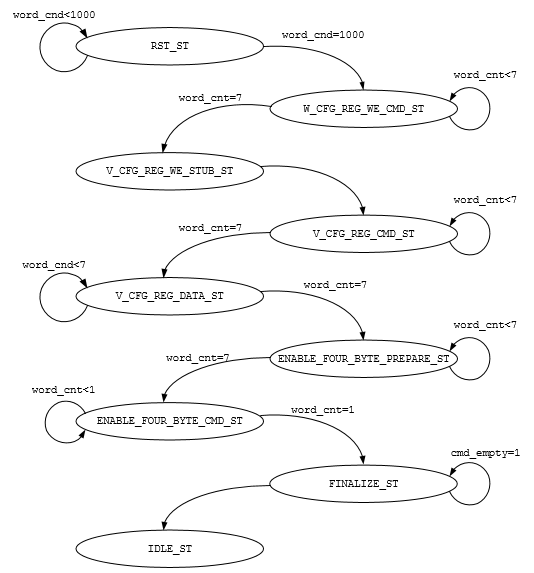 word_cnd<1000
RST_ST
word_cnd=1000
word_cnt<7
word_cnt=7
W_CFG_REG_WE_CMD_ST
V_CFG_REG_WE_STUB_ST
word_cnt<7
word_cnt=7
V_CFG_REG_CMD_ST
word_cnd<7
V_CFG_REG_DATA_ST
word_cnt=7
word_cnt<7
word_cnt=7
ENABLE_FOUR_BYTE_PREPARE_ST
word_cnt<1
ENABLE_FOUR_BYTE_CMD_ST
word_cnt=1
cmd_empty=1
FINALIZE_ST
IDLE_ST